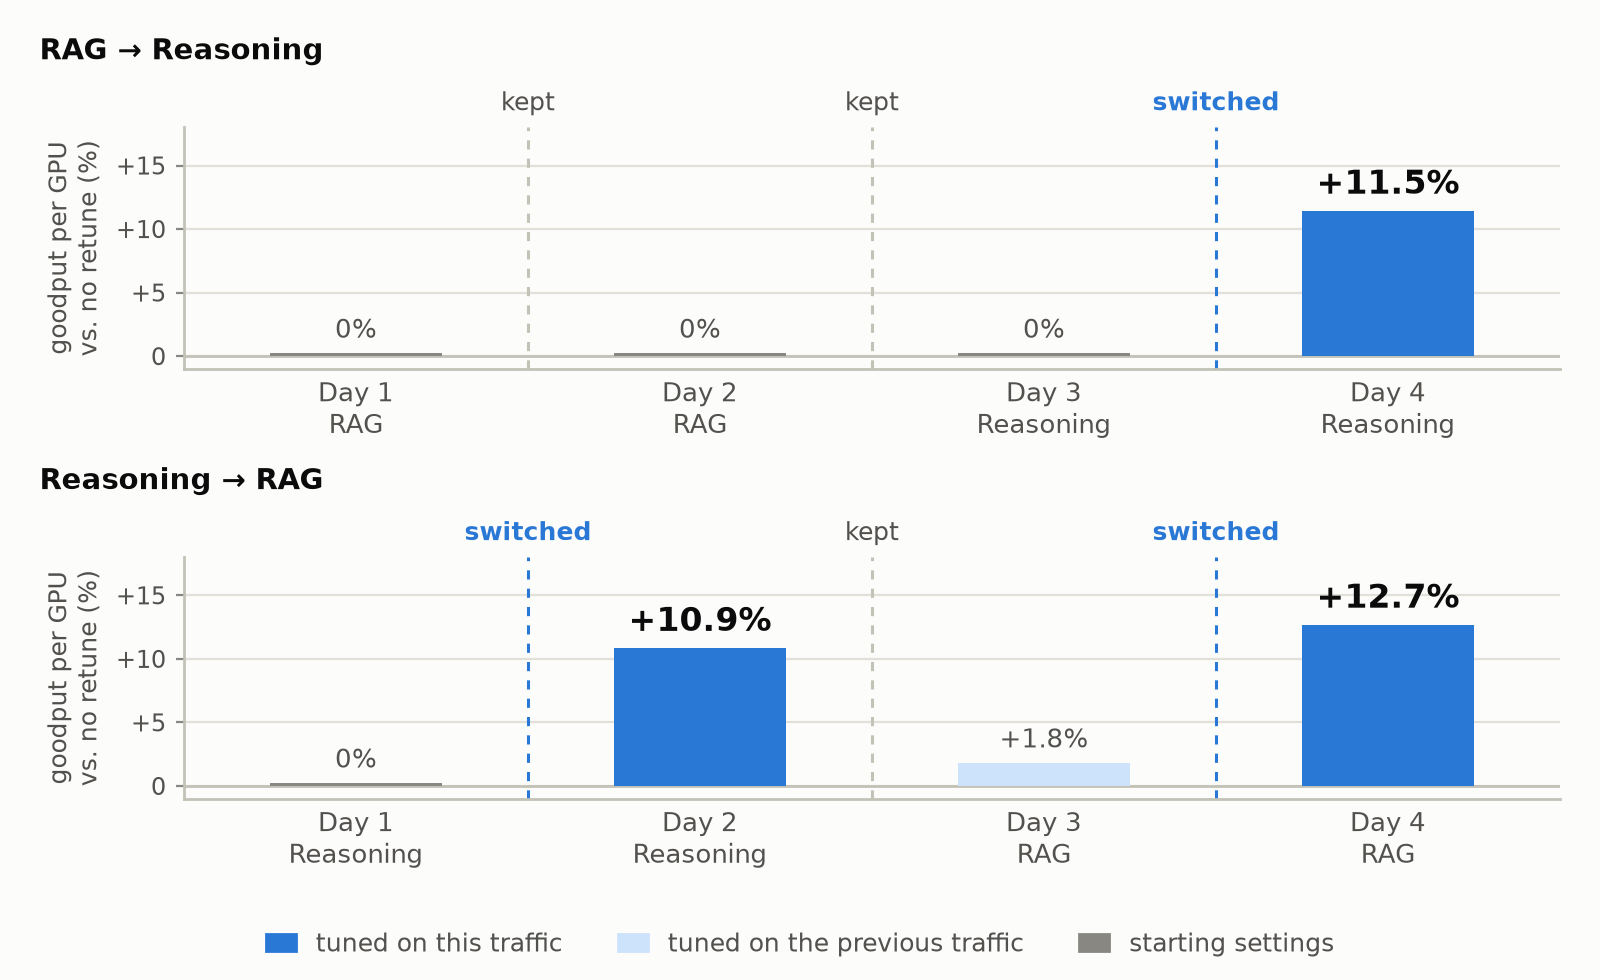 RAG → Reasoning
kept
kept
switched
goodput per GPU
vs. no retune (%)
+15
+10
+5
0
0%
0%
0%
+11.5%
Day 1
RAG
Day 2
RAG
Day 3
Reasoning
Day 4
Reasoning
Reasoning → RAG
switched
kept
switched
goodput per GPU
vs. no retune (%)
+15
+10
+5
0
0%
+10.9%
+1.8%
+12.7%
Day 1
Reasoning
Day 2
Reasoning
Day 3
RAG
Day 4
RAG
tuned on this traffic
tuned on the previous traffic
starting settings